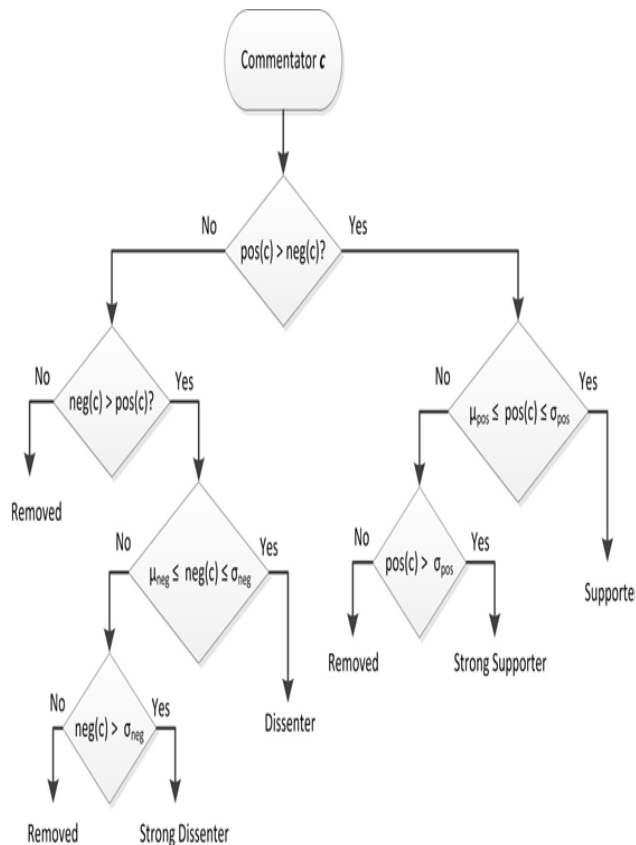 Commentator c
No
Yes
pos(c) > neg(c)?
No
Yes
neg(c) > pos(c)?
No
Yes
μpos ≤ pos(c) ≤ σpos
Removed
No
Yes
μneg ≤ neg(c) ≤ σneg
No
Yes
pos(c) > σpos
Supporter
Removed
Strong Supporter
No
Yes
neg(c) > σneg
Dissenter
Removed
Strong Dissenter